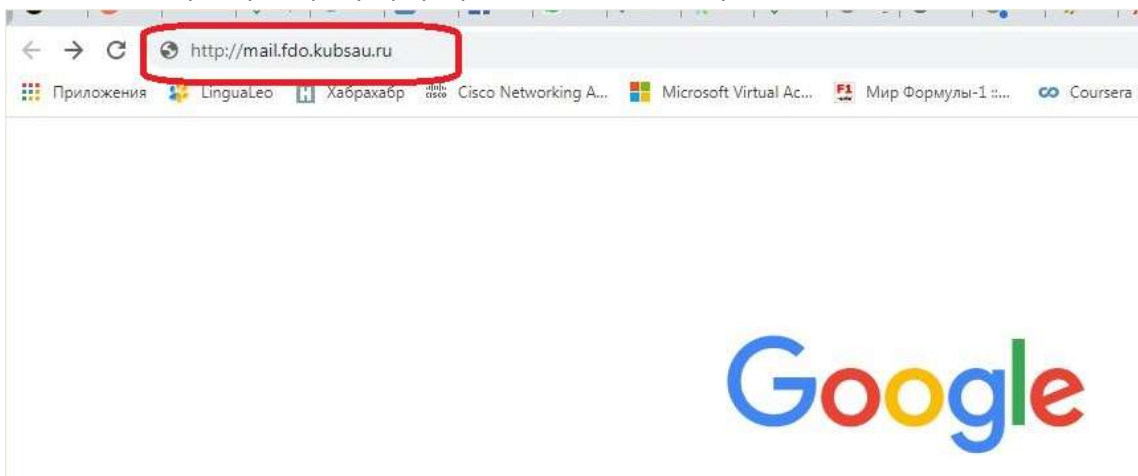 http://mail.fdo.kubsau.ru
Приложения LinguaLeo Хабрахабр Cisco Networking A... Microsoft Virtual Ac... Мир Формулы-1 ::... Coursera
Google